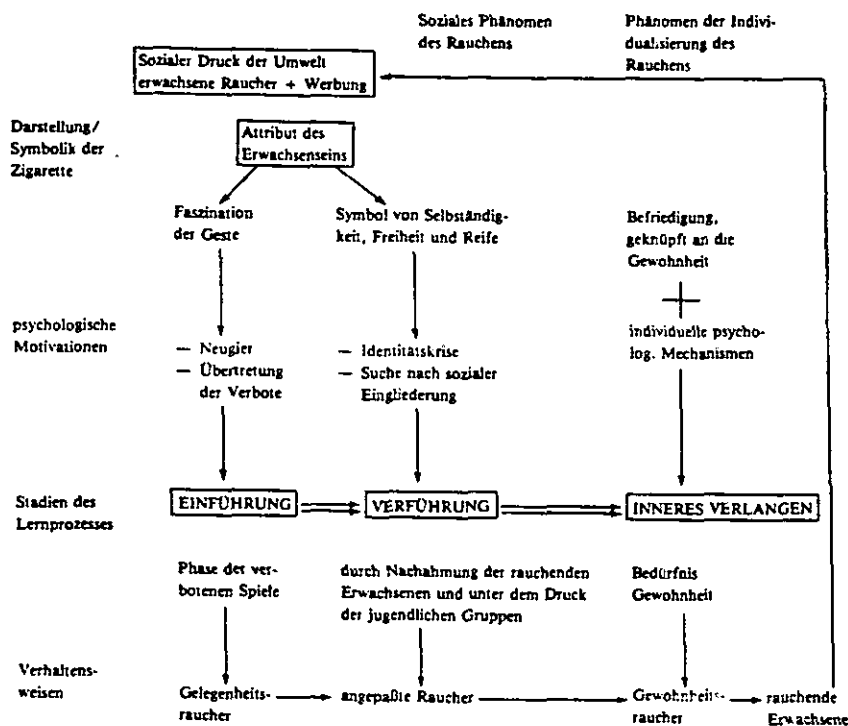 Soziales Phänomen
des Rauchens
Phänomen der Indivi-
dualisierung des
Rauchens
Sozialer Druck der Umwelt
erwachsene Raucher + Werbung
Darstellung/
Symbolik der
Zigarette
Attribut des
Erwachsenseins
Faszination
der Geste
Symbol von Selbständig-
keit, Freiheit und Reife
Befriedigung,
geknüpft an die
Gewohnheit
psychologische
Motivationen
— Neugier
— Übertretung
der Verbote
— Identitätskrise
— Suche nach sozialer
Eingliederung
individuelle psycho-
log. Mechanismen
Stadien des
Lernprozesses
EINFÜHRUNG
VERFÜHRUNG
INNERES VERLANGEN
Phase der ver-
botenen Spiele
durch Nachahmung der rauchenden
Erwachsenen und unter dem Druck
der jugendlichen Gruppen
Bedürfnis
Gewohnheit
Verhaltens-
weisen
Gelegenheits-
raucher
angepaßte Raucher
Gewohnheits-
raucher
rauchende
Erwachsene